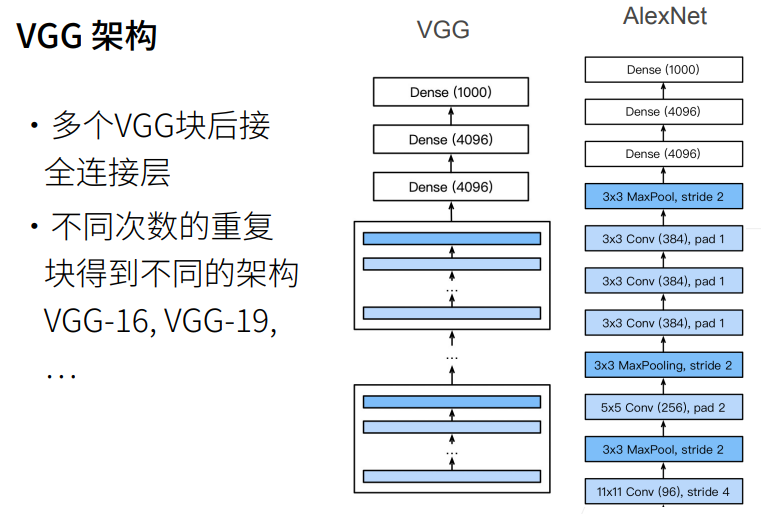 VGG 架构
• 多个VGG块后接
全连接层
• 不同次数的重复
块得到不同的架构
VGG-16, VGG-19,
…
VGG
Dense (1000)
Dense (4096)
Dense (4096)
...
...
...
AlexNet
Dense (1000)
Dense (4096)
Dense (4096)
3x3 MaxPool, stride 2
3x3 Conv (384), pad 1
3x3 Conv (384), pad 1
3x3 Conv (384), pad 1
3x3 MaxPooling, stride 2
5x5 Conv (256), pad 2
3x3 MaxPool, stride 2
11x11 Conv (96), stride 4